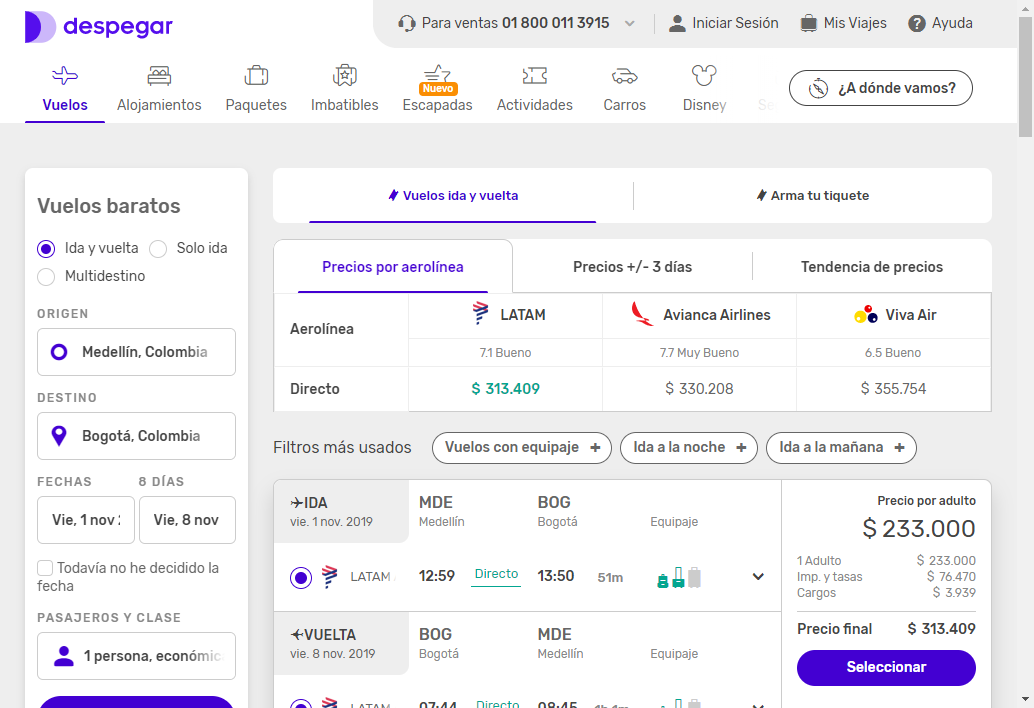 despegar
Para ventas 01 800 011 3915
Iniciar Sesión
Mis Viajes
Ayuda
Vuelos
Alojamientos
Paquetes
Imbatibles
Nuevo
Escapadas
Actividades
Carros
Disney
¿A dónde vamos?
Vuelos baratos
Ida y vuelta
Solo ida
Multidestino
ORIGEN
Medellín, Colombia
DESTINO
Bogotá, Colombia
FECHAS
8 DÍAS
Vie, 1 nov
Vie, 8 nov
Todavía no he decidido la
fecha
PASAJEROS Y CLASE
1 persona, económic
Vuelos ida y vuelta
Arma tu tiquete
Precios por aerolínea
Precios +/- 3 días
Tendencia de precios
Aerolínea
LATAM
Avianca Airlines
Viva Air
7.1 Bueno
7.7 Muy Bueno
6.5 Bueno
Directo
$ 313.409
$ 330.208
$ 355.754
Filtros más usados
Vuelos con equipaje +
Ida a la noche +
Ida a la mañana +
IDA
vie. 1 nov. 2019
MDE
Medellín
BOG
Bogotá
Equipaje
LATAM
12:59
Directo
13:50
51m
VUELTA
vie. 8 nov. 2019
BOG
Bogotá
MDE
Medellín
Equipaje
LATAM
07:44
Directo
08:45
1h 1m
Precio por adulto
$ 233.000
1 Adulto $ 233.000
Imp. y tasas $ 76.470
Cargos $ 3.939
Precio final $ 313.409
Seleccionar